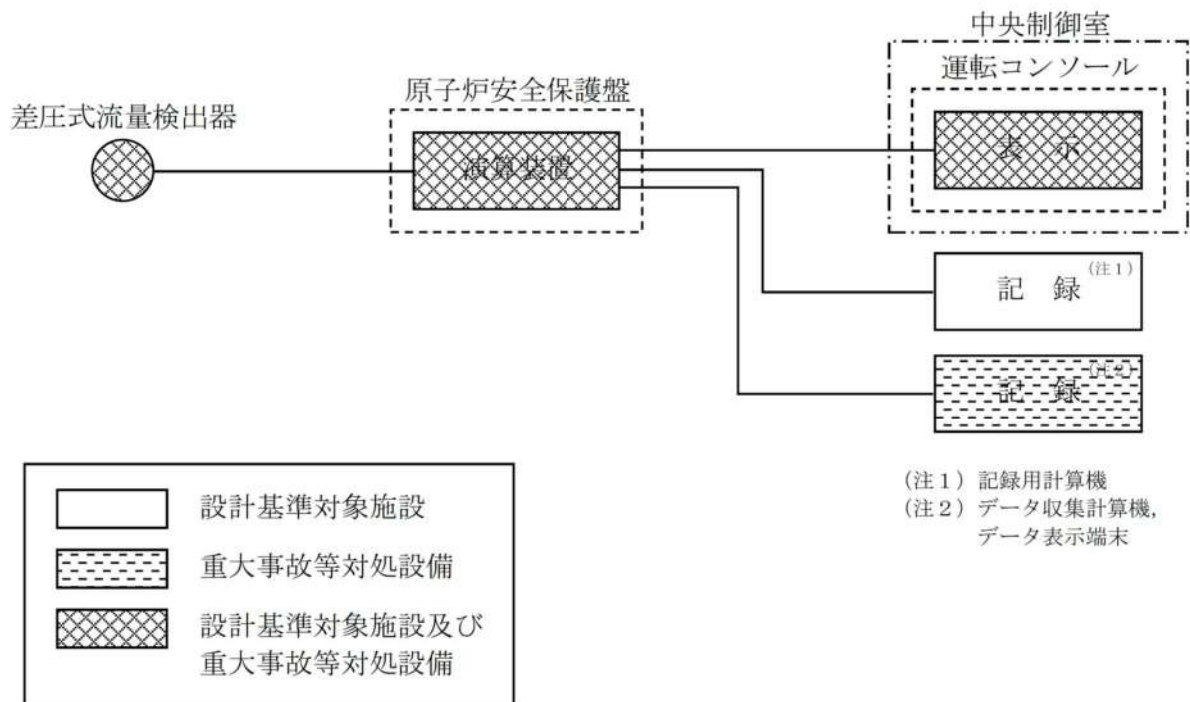 中央制御室
運転コンソール
原子炉安全保護盤
差圧式流量検出器
演算装置
表 示
記 録(注1)
記 録(注2)
(注1)記録用計算機
(注2)データ収集計算機,
データ表示端末
設計基準対象施設
重大事故等対処設備
設計基準対象施設及び
重大事故等対処設備